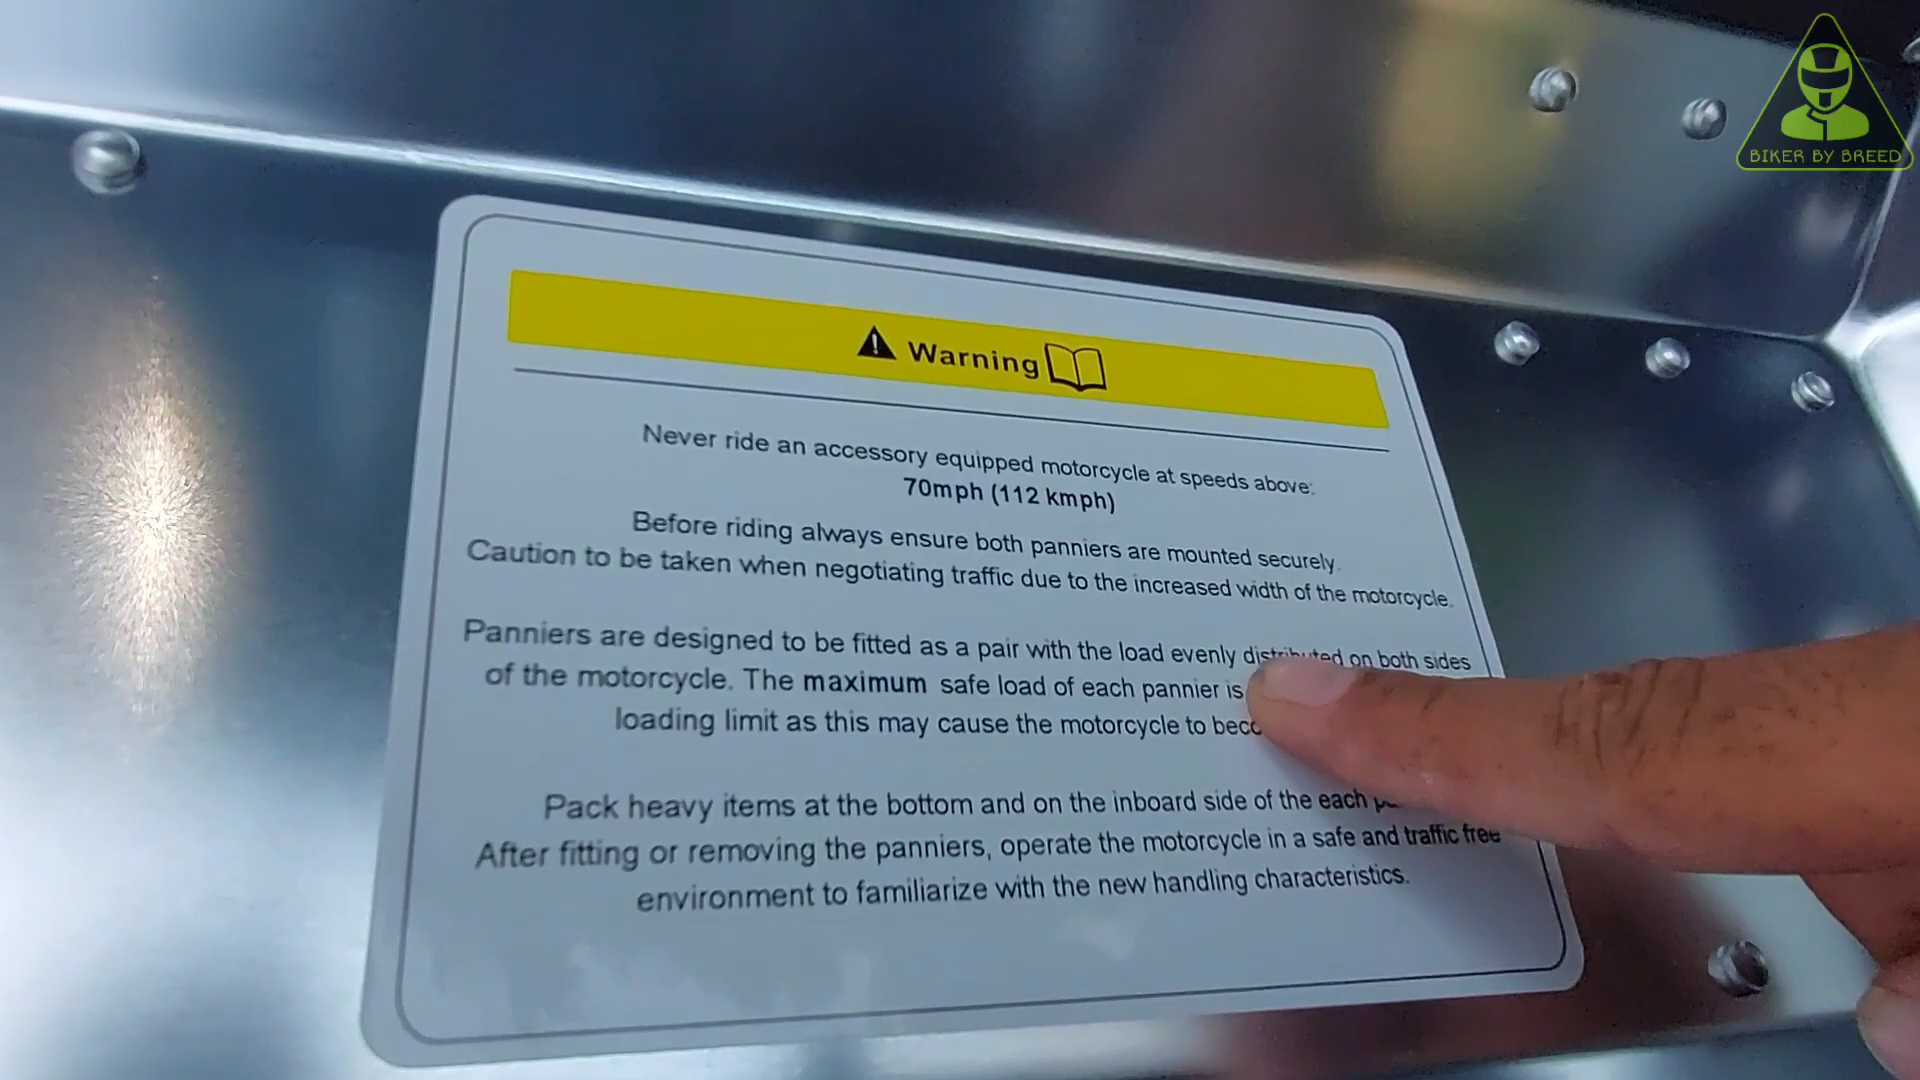 BIKER BY BREED
Warning
Never ride an accessory equipped motorcycle at speeds above:
70mph (112 kmph)
Before riding always ensure both panniers are mounted securely.
Caution to be taken when negotiating traffic due to the increased width of the motorcycle.
Panniers are designed to be fitted as a pair with the load evenly distributed on both sides
of the motorcycle. The maximum safe load of each pannier is
loading limit as this may cause the motorcycle to
Pack heavy items at the bottom and on the inboard side of the each
After fitting or removing the panniers, operate the motorcycle in a safe and traffic free
environment to familiarize with the new handling characteristics.